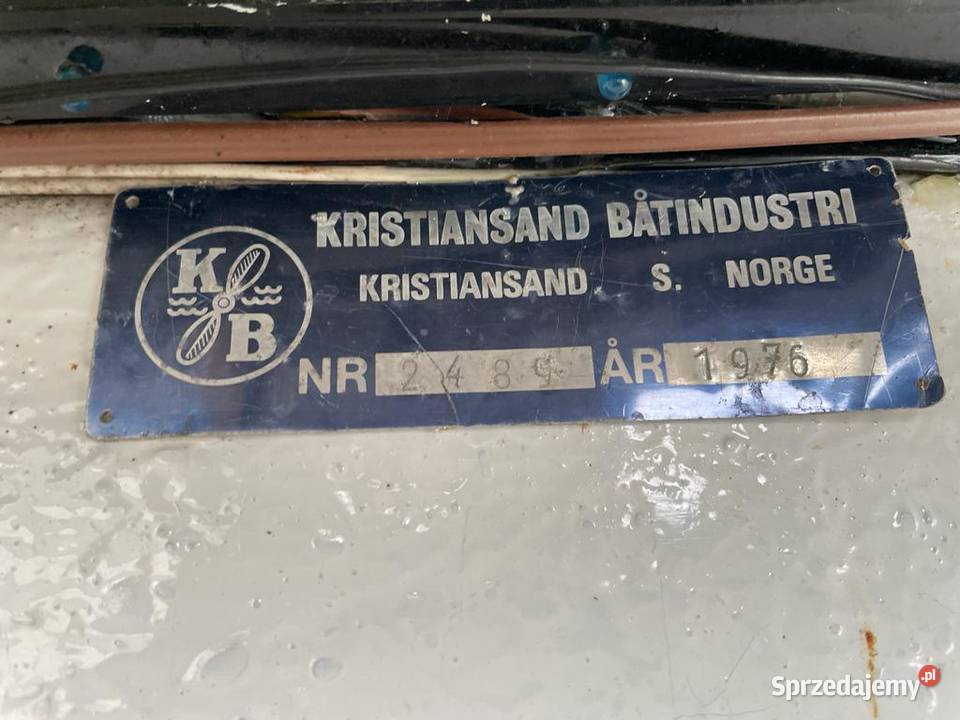 KRISTIANSAND BÅTINDUSTRI
KRISTIANSAND S. NORGE
K B
NR 2489 ÅR 1976
Sprzedajemy.pl